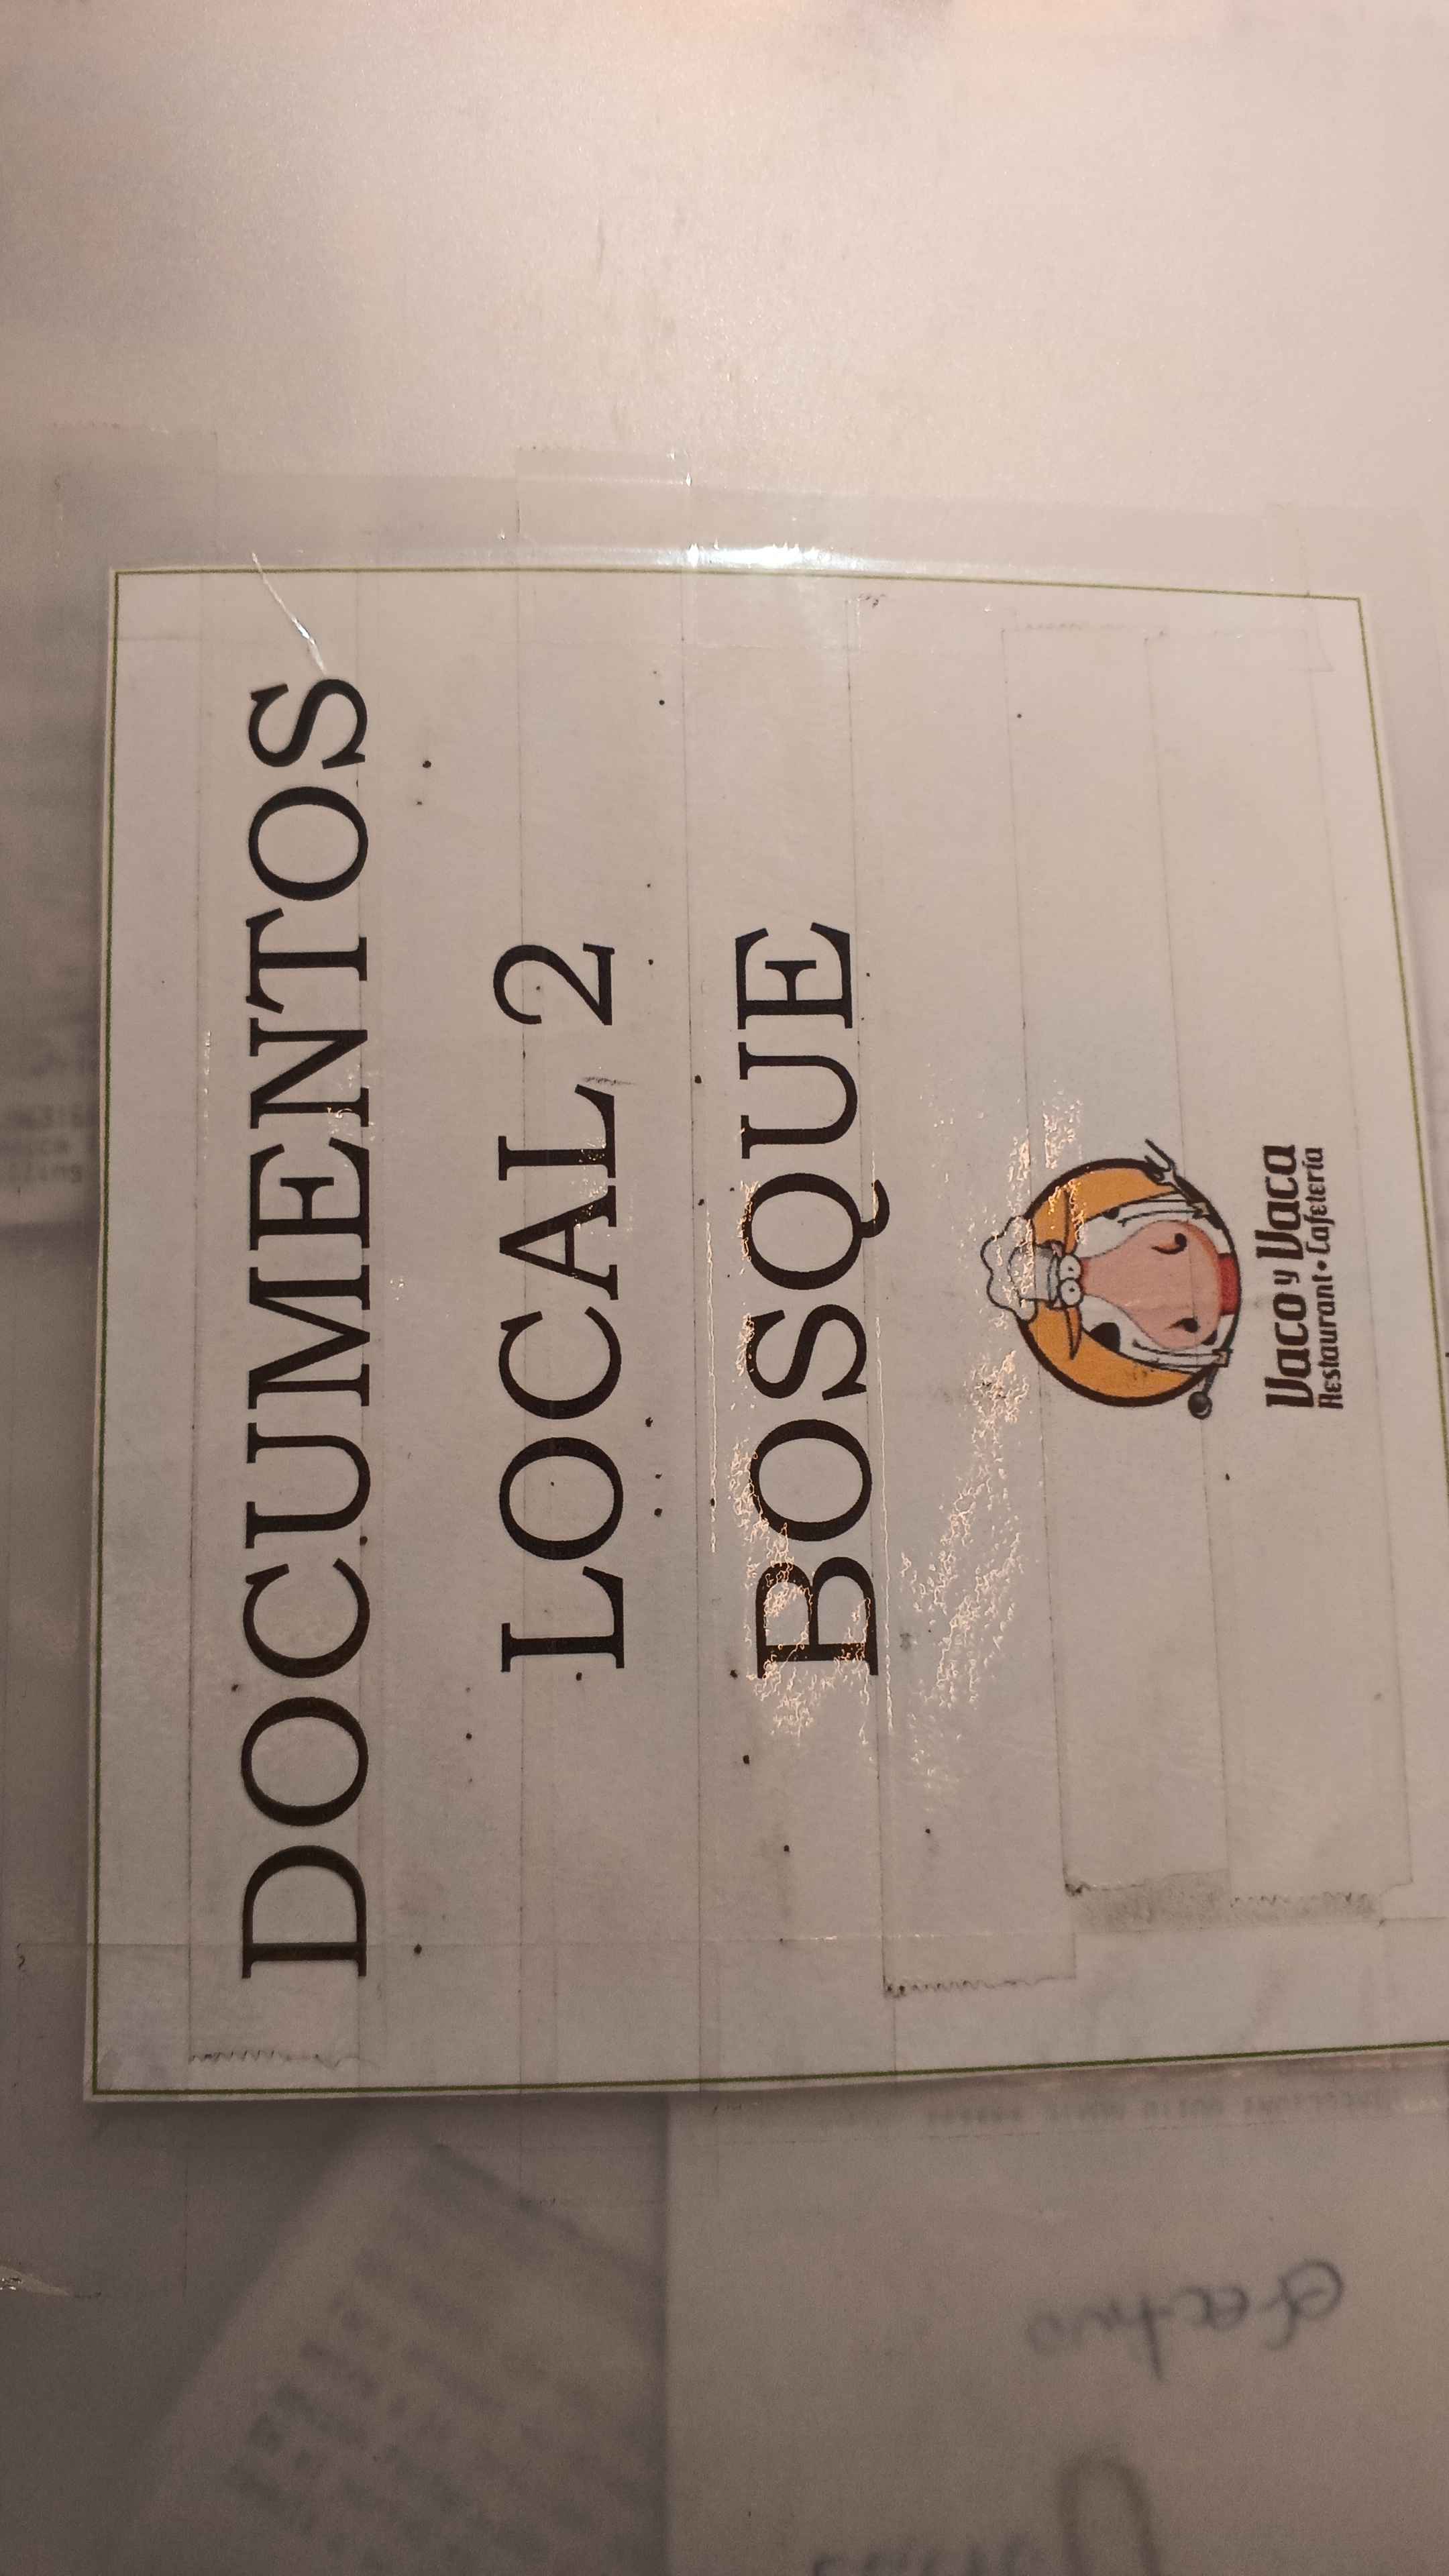 DOCUMENTOS
LOCAL 2
BOSQUE
Vaco y Vaca
Restaurant • Cafetería